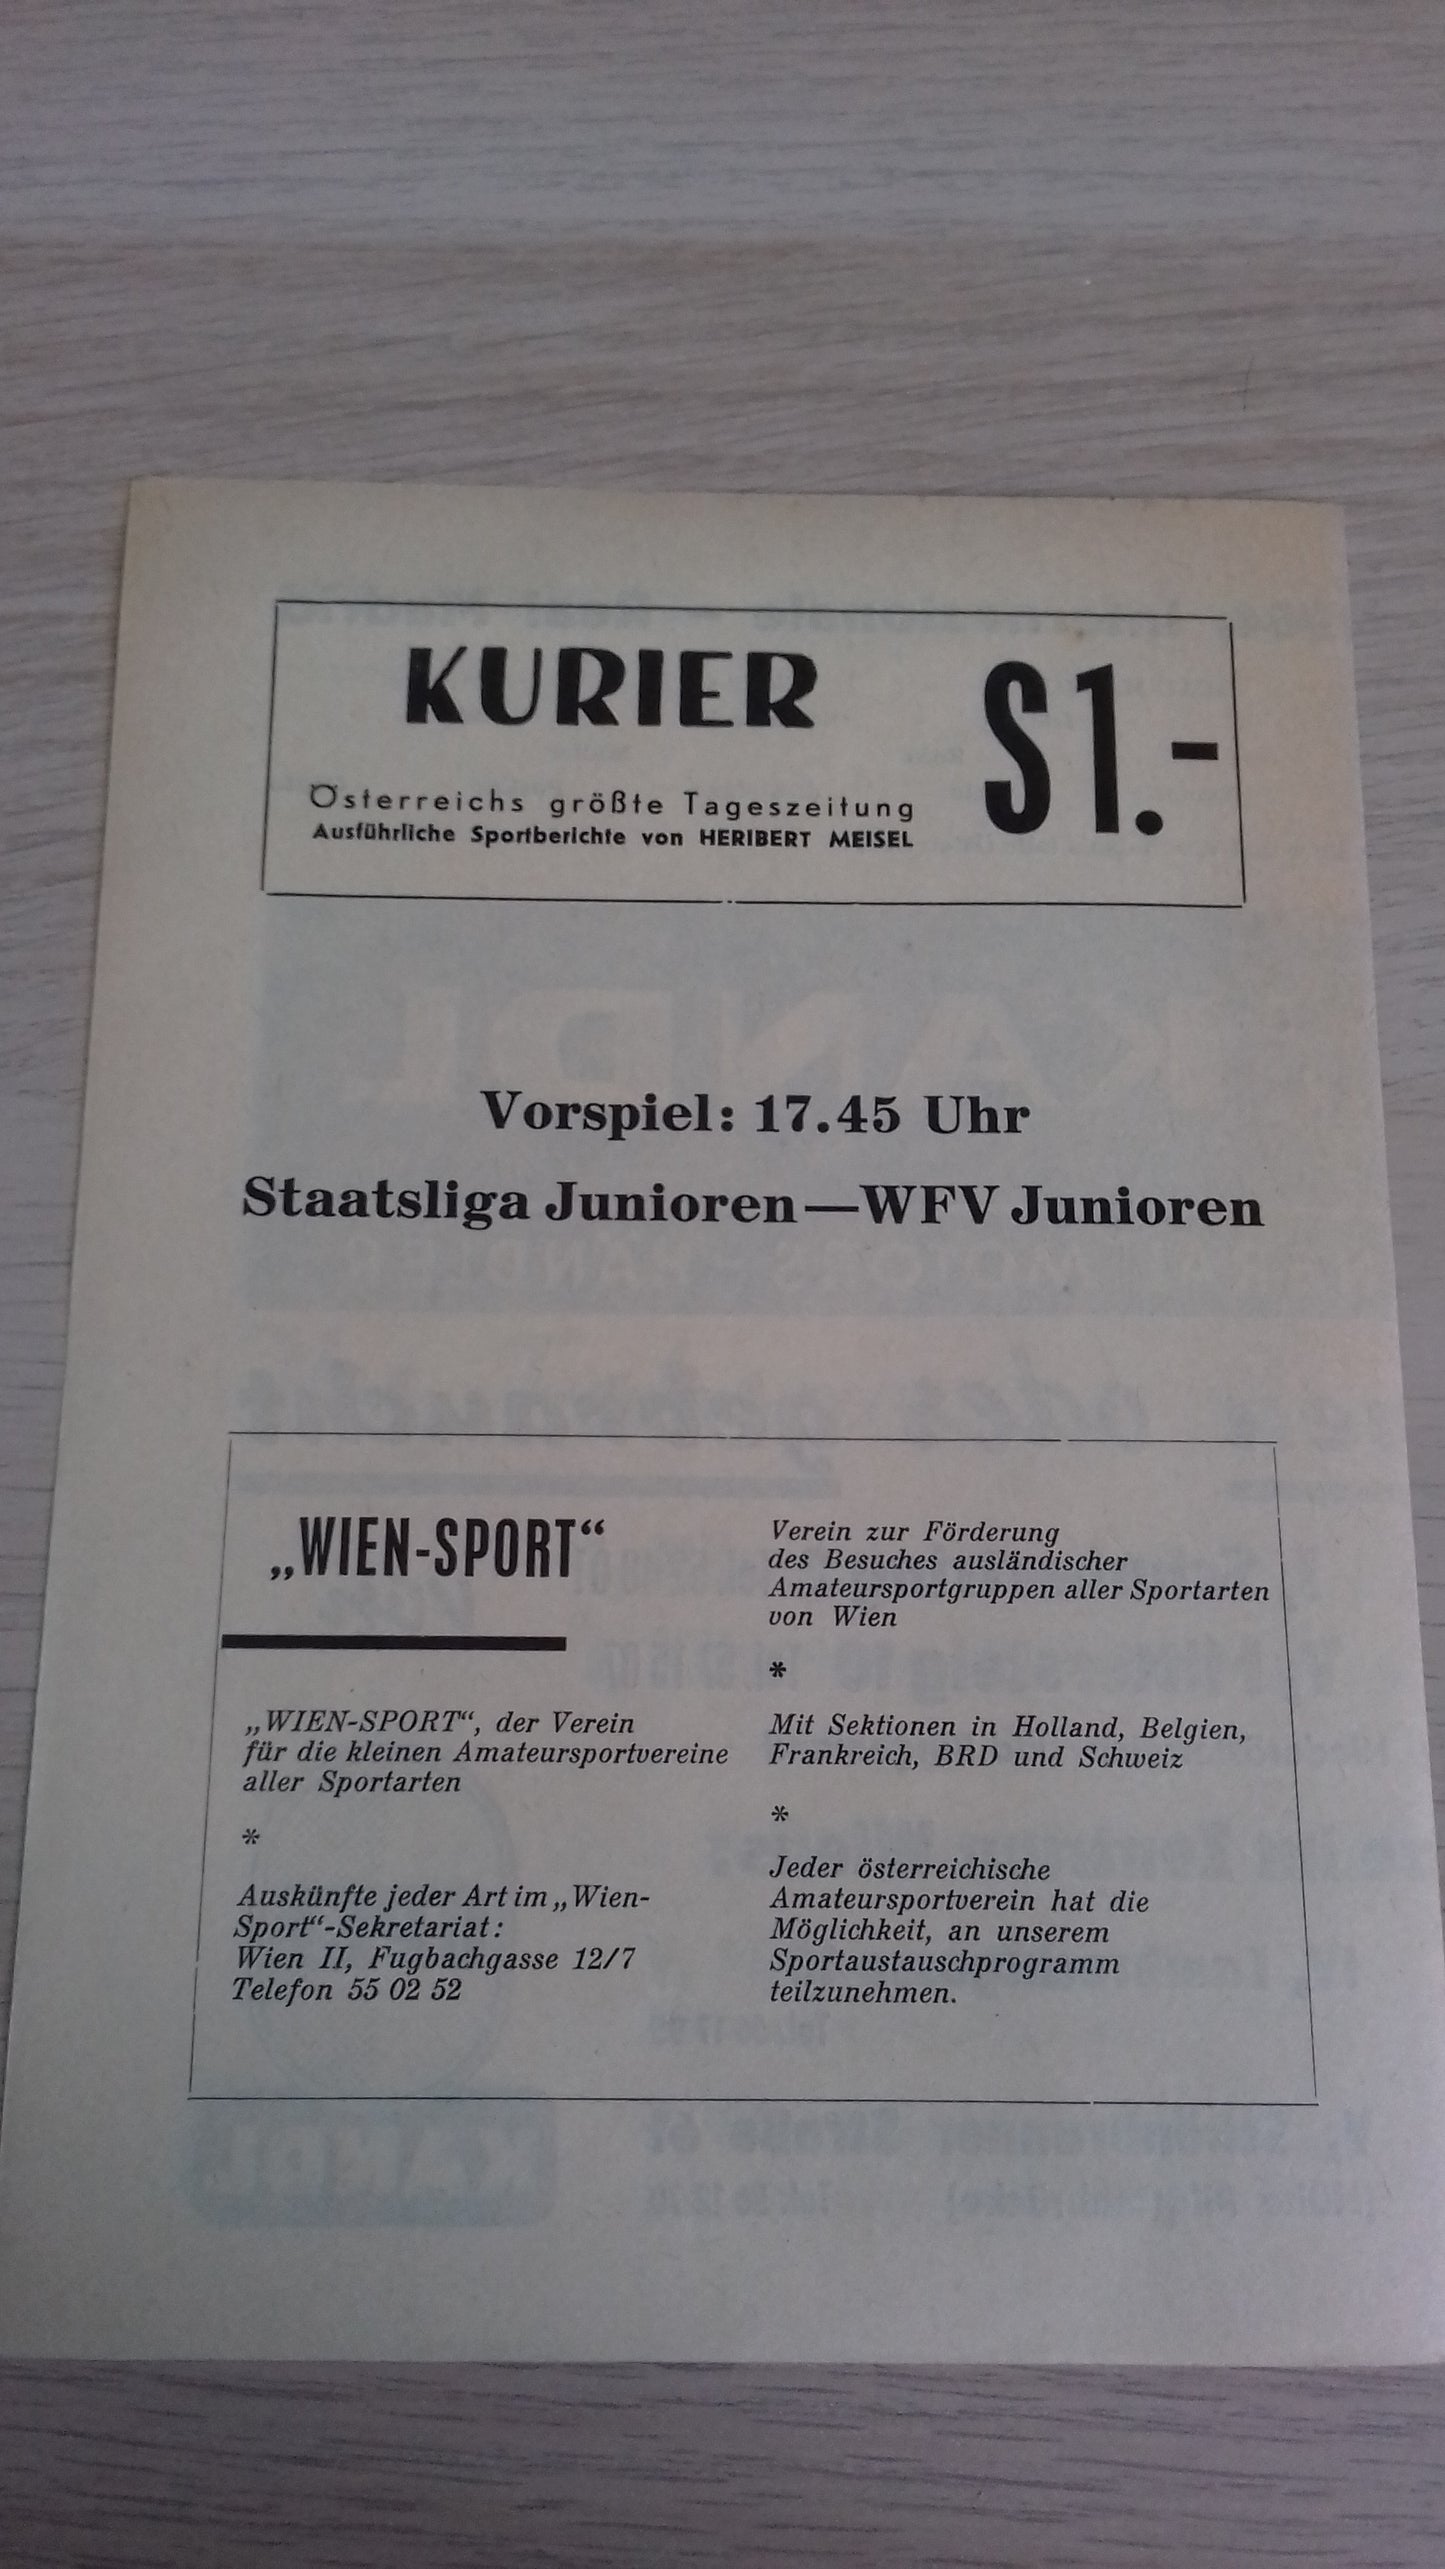 KURIER
S 1.-
Österreichs größte Tageszeitung
Ausführliche Sportberichte von HERIBERT MEISEL
Vorspiel: 17.45 Uhr
Staatsliga Junioren—WFV Junioren
„WIEN-SPORT“
„WIEN-SPORT“, der Verein
für die kleinen Amateursportvereine
aller Sportarten
*
Auskünfte jeder Art im „Wien-
Sport“-Sekretariat:
Wien II, Fugbachgasse 12/7
Telefon 55 02 52
Verein zur Förderung
des Besuches ausländischer
Amateursportgruppen aller Sportarten
von Wien
*
Mit Sektionen in Holland, Belgien,
Frankreich, BRD und Schweiz
*
Jeder österreichische
Amateursportverein hat die
Möglichkeit, an unserem
Sportaustauschprogramm
teilzunehmen.